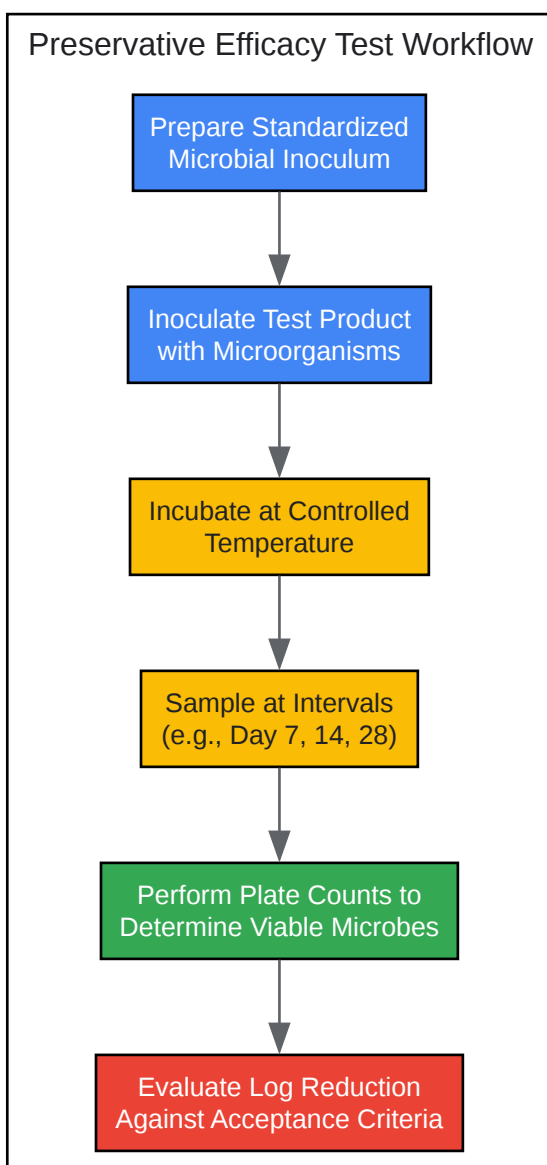 Preservative Efficacy Test Workflow
Prepare Standardized
Microbial Inoculum
Inoculate Test Product
with Microorganisms
Incubate at Controlled
Temperature
Sample at Intervals
(e.g., Day 7, 14, 28)
Perform Plate Counts to
Determine Viable Microbes
Evaluate Log Reduction
Against Acceptance Criteria